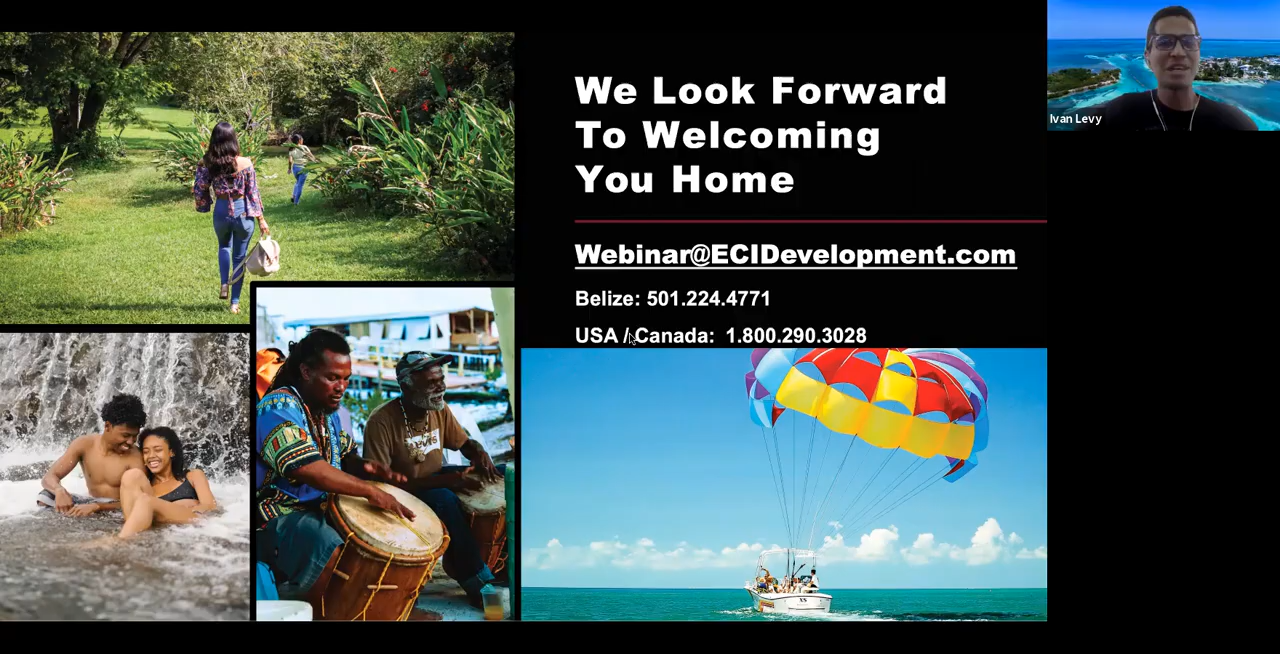 We Look Forward
To Welcoming
You Home
Webinar@ECIDevelopment.com
Belize: 501.224.4771
USA / Canada: 1.800.290.3028
Ivan Levy